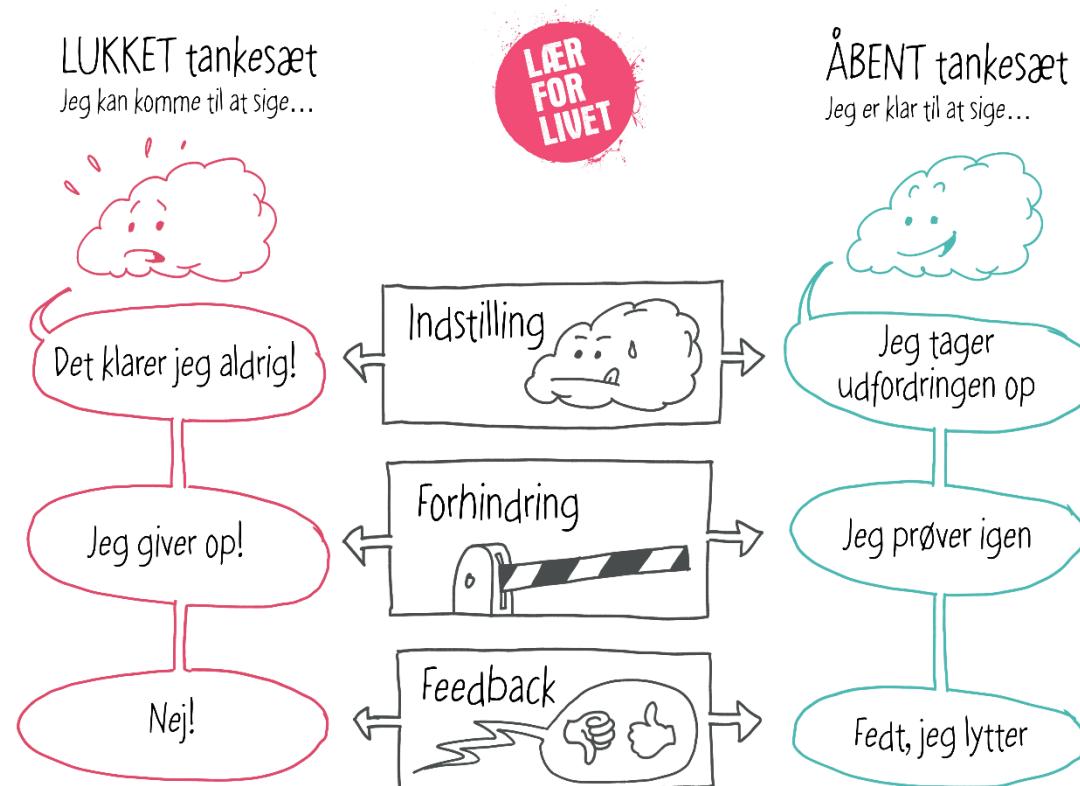 LUKKET tankesæt
Jeg kan komme til at sige...
LÆR
FOR
LIVET
ÅBENT tankesæt
Jeg er klar til at sige...
Det klarer jeg aldrig!
Indstilling
Jeg tager
udfordringen op
Jeg giver op!
Forhindring
Jeg prøver igen
Nej!
Feedback
Fedt, jeg lytter